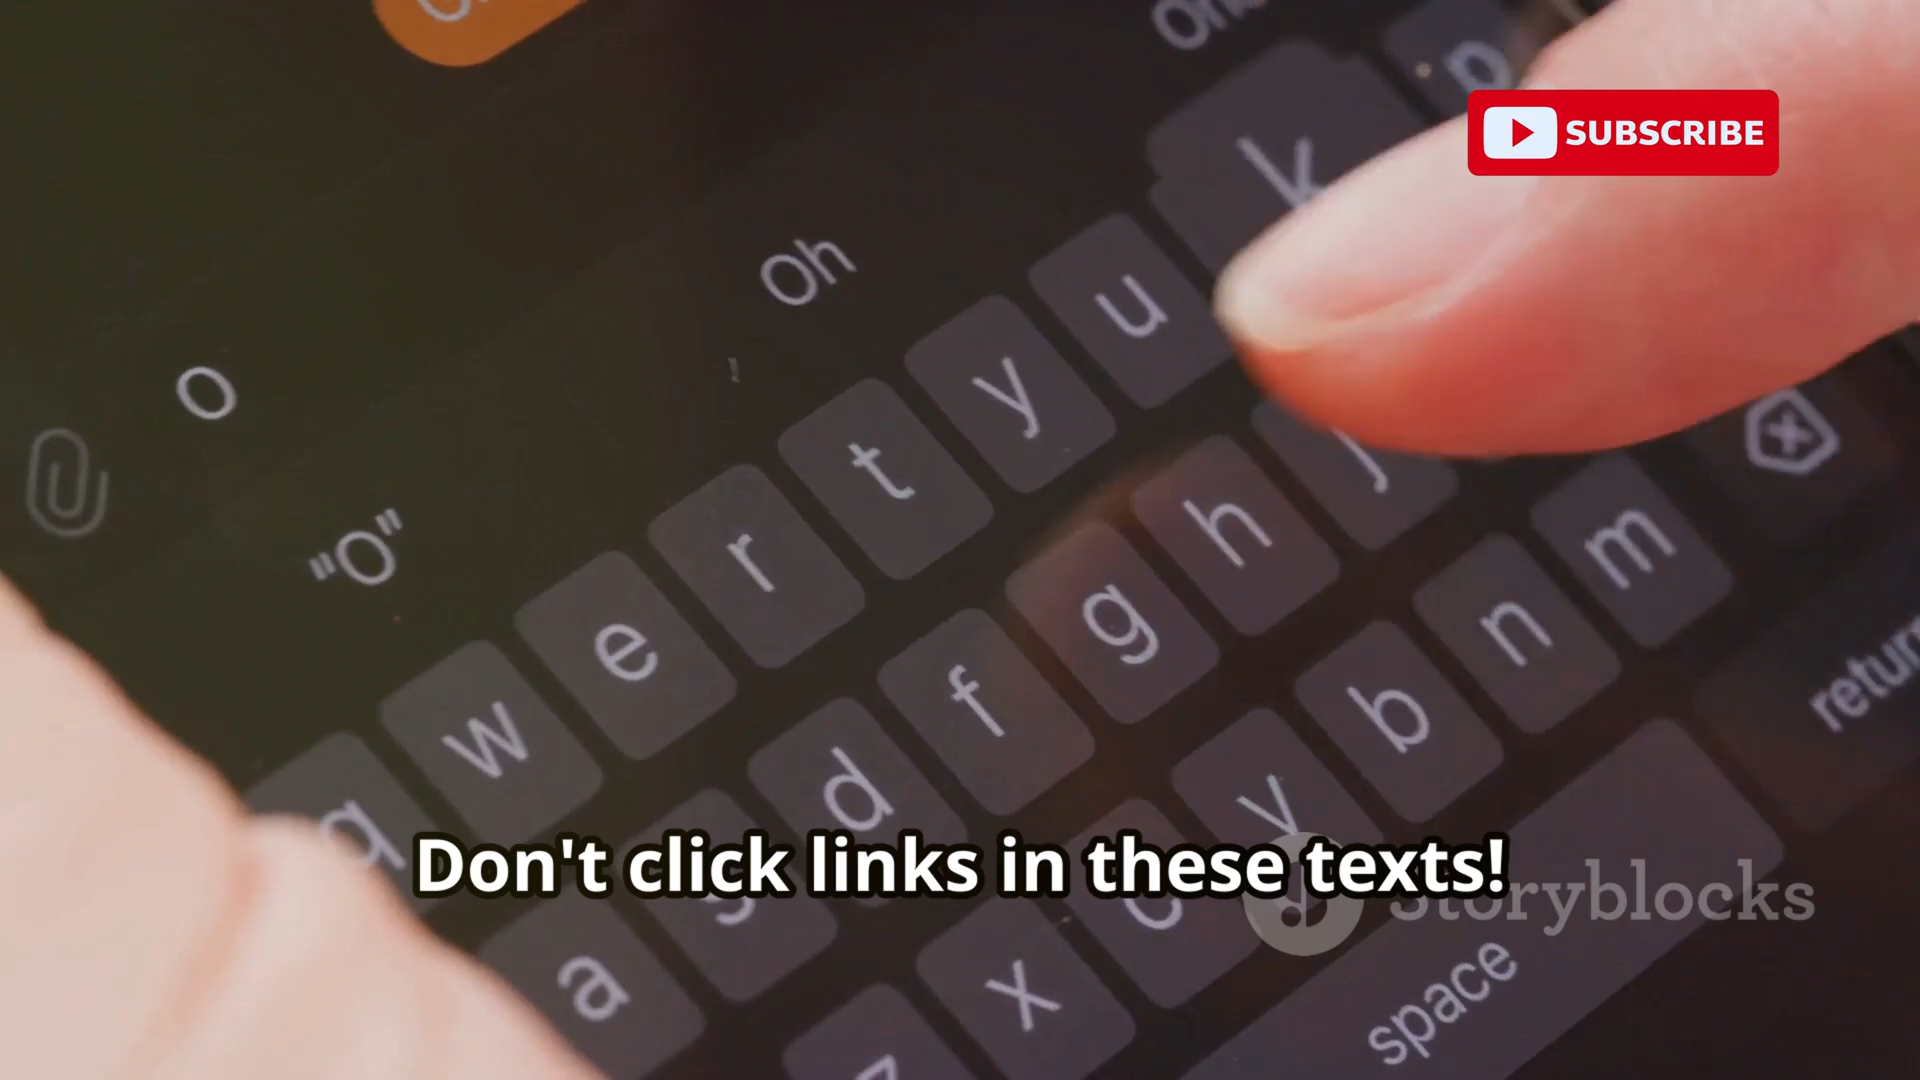 SUBSCRIBE
p
k
Oh
u
O
y
t
"O"
r
h
j
e
g
m
w
f
n
q
d
b
return
v
Don't click links in these texts!
s
c
Storyblocks
a
x
space
z